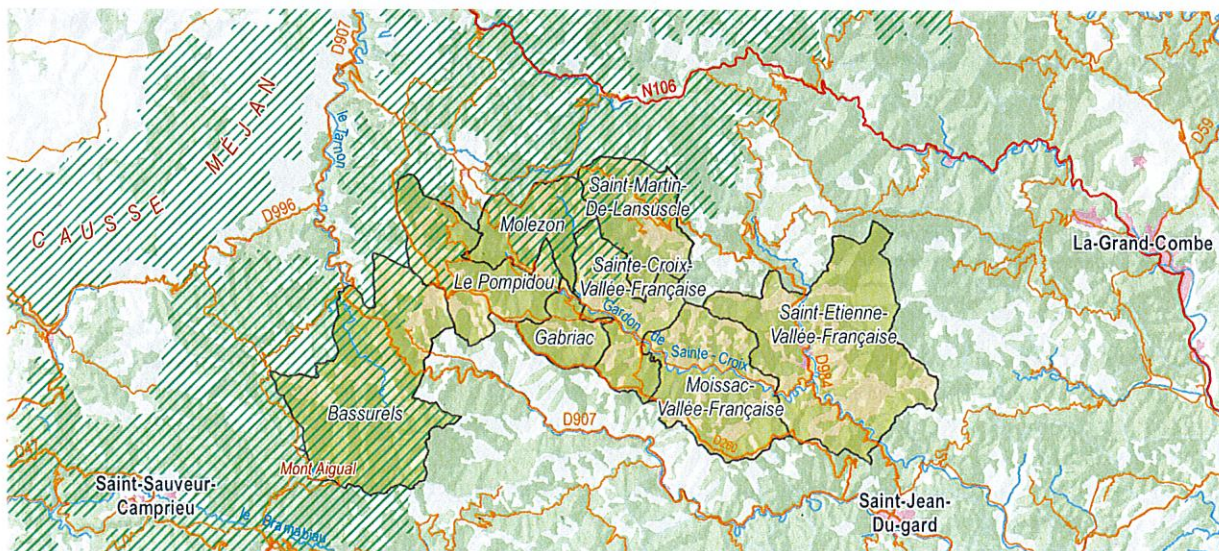 D907
N106
D59
CAUSSE MÉJAN
le Tarnon
D996
Saint-Martin-
De-Lansuscle
Molezon
La-Grand-Combe
Le Pompidou
Sainte-Croix-
Vallée-Française
Saint-Etienne-
Vallée-Française
Gabriac
Gardon de Sainte-Croix
D984
Moissac-
Vallée-Française
Bassurels
D907
D260
Mont Aigual
Saint-Sauveur-
Camprieu
le Bramabiau
Saint-Jean-
Du-gard